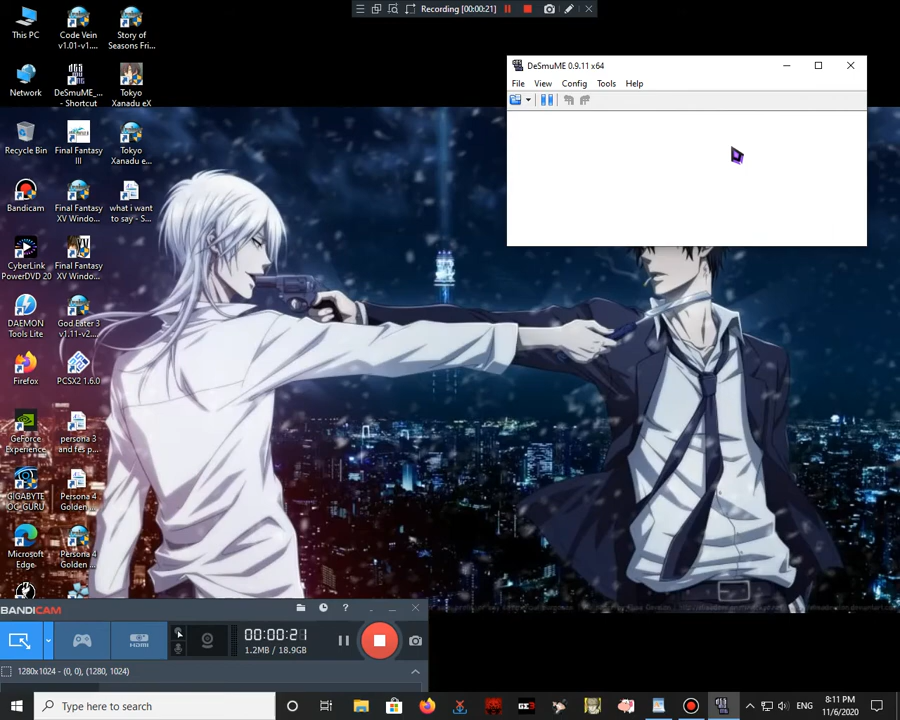 Recording [00:00:21]
This PC
Code Vein
v1.01-v1....
Story of
Seasons Fri...
Network
DeSmuME_...
- Shortcut
Tokyo
Xanadu eX
Recycle Bin
Final Fantasy
III
Tokyo
Xanadu e...
Bandicam
Final Fantasy
XV Windo...
what i want
to say - S...
CyberLink
PowerDVD 20
Final Fantasy
XV Windo...
DAEMON
Tools Lite
God Eater 3
v1.11-v2....
Firefox
PCSX2 1.6.0
GeForce
Experience
persona 3
and fes p...
GIGABYTE
OC GURU
Persona 4
Golden ...
Microsoft
Edge
Persona 4
Golden ...
DeSmuME 0.9.11 x64
File View Config Tools Help
BANDICAM
HDMI
00:00:21
1.2MB / 18.9GB
1280x1024 - (0, 0), (1280, 1024)
Type here to search
ENG
8:11 PM
11/6/2020